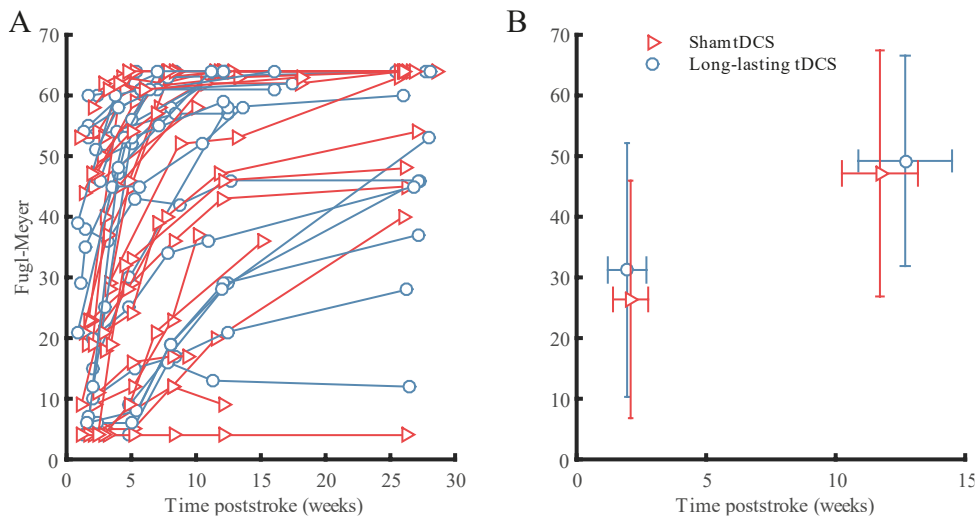 A
70
60
50
40
30
20
10
0
Fugl-Meyer
0 5 10 15 20 25 30
Time poststroke (weeks)
B
70
60
50
40
30
20
10
0
ShamtDCS
Long-lasting tDCS
0 5 10 15
Time poststroke (weeks)